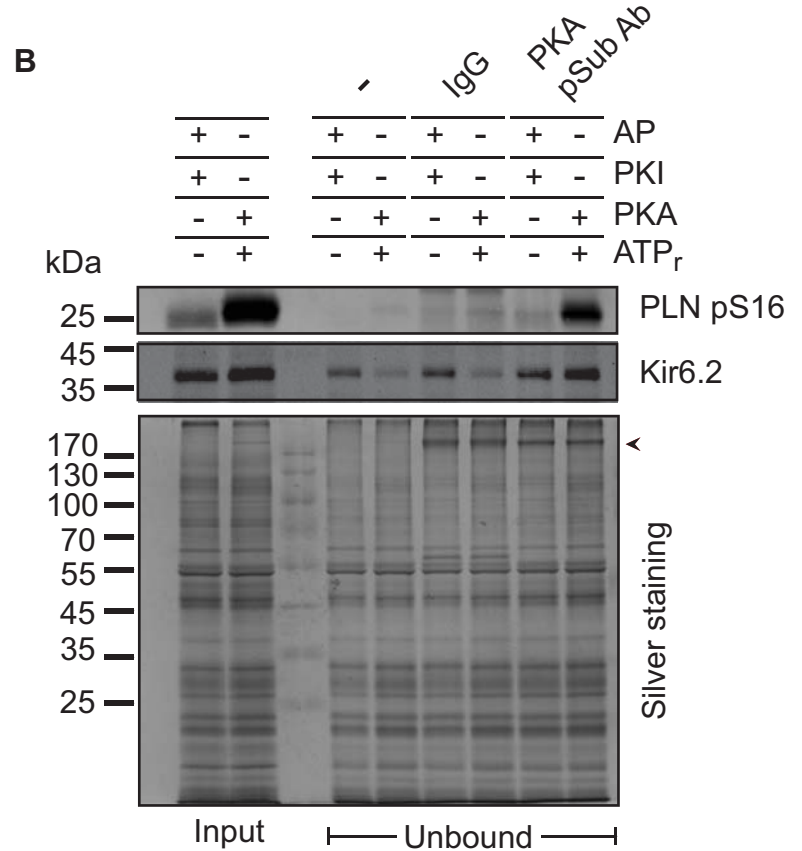 B
- IgG PKA pSub Ab
+ - + - + - + - AP
+ - + - + - + - PKI
- + - + - + - + PKA
- + - + - + - + ATPr
kDa
25 PLN pS16
45
35 Kir6.2
170
130
100
70
55
45
35
25
Silver staining
Input Unbound